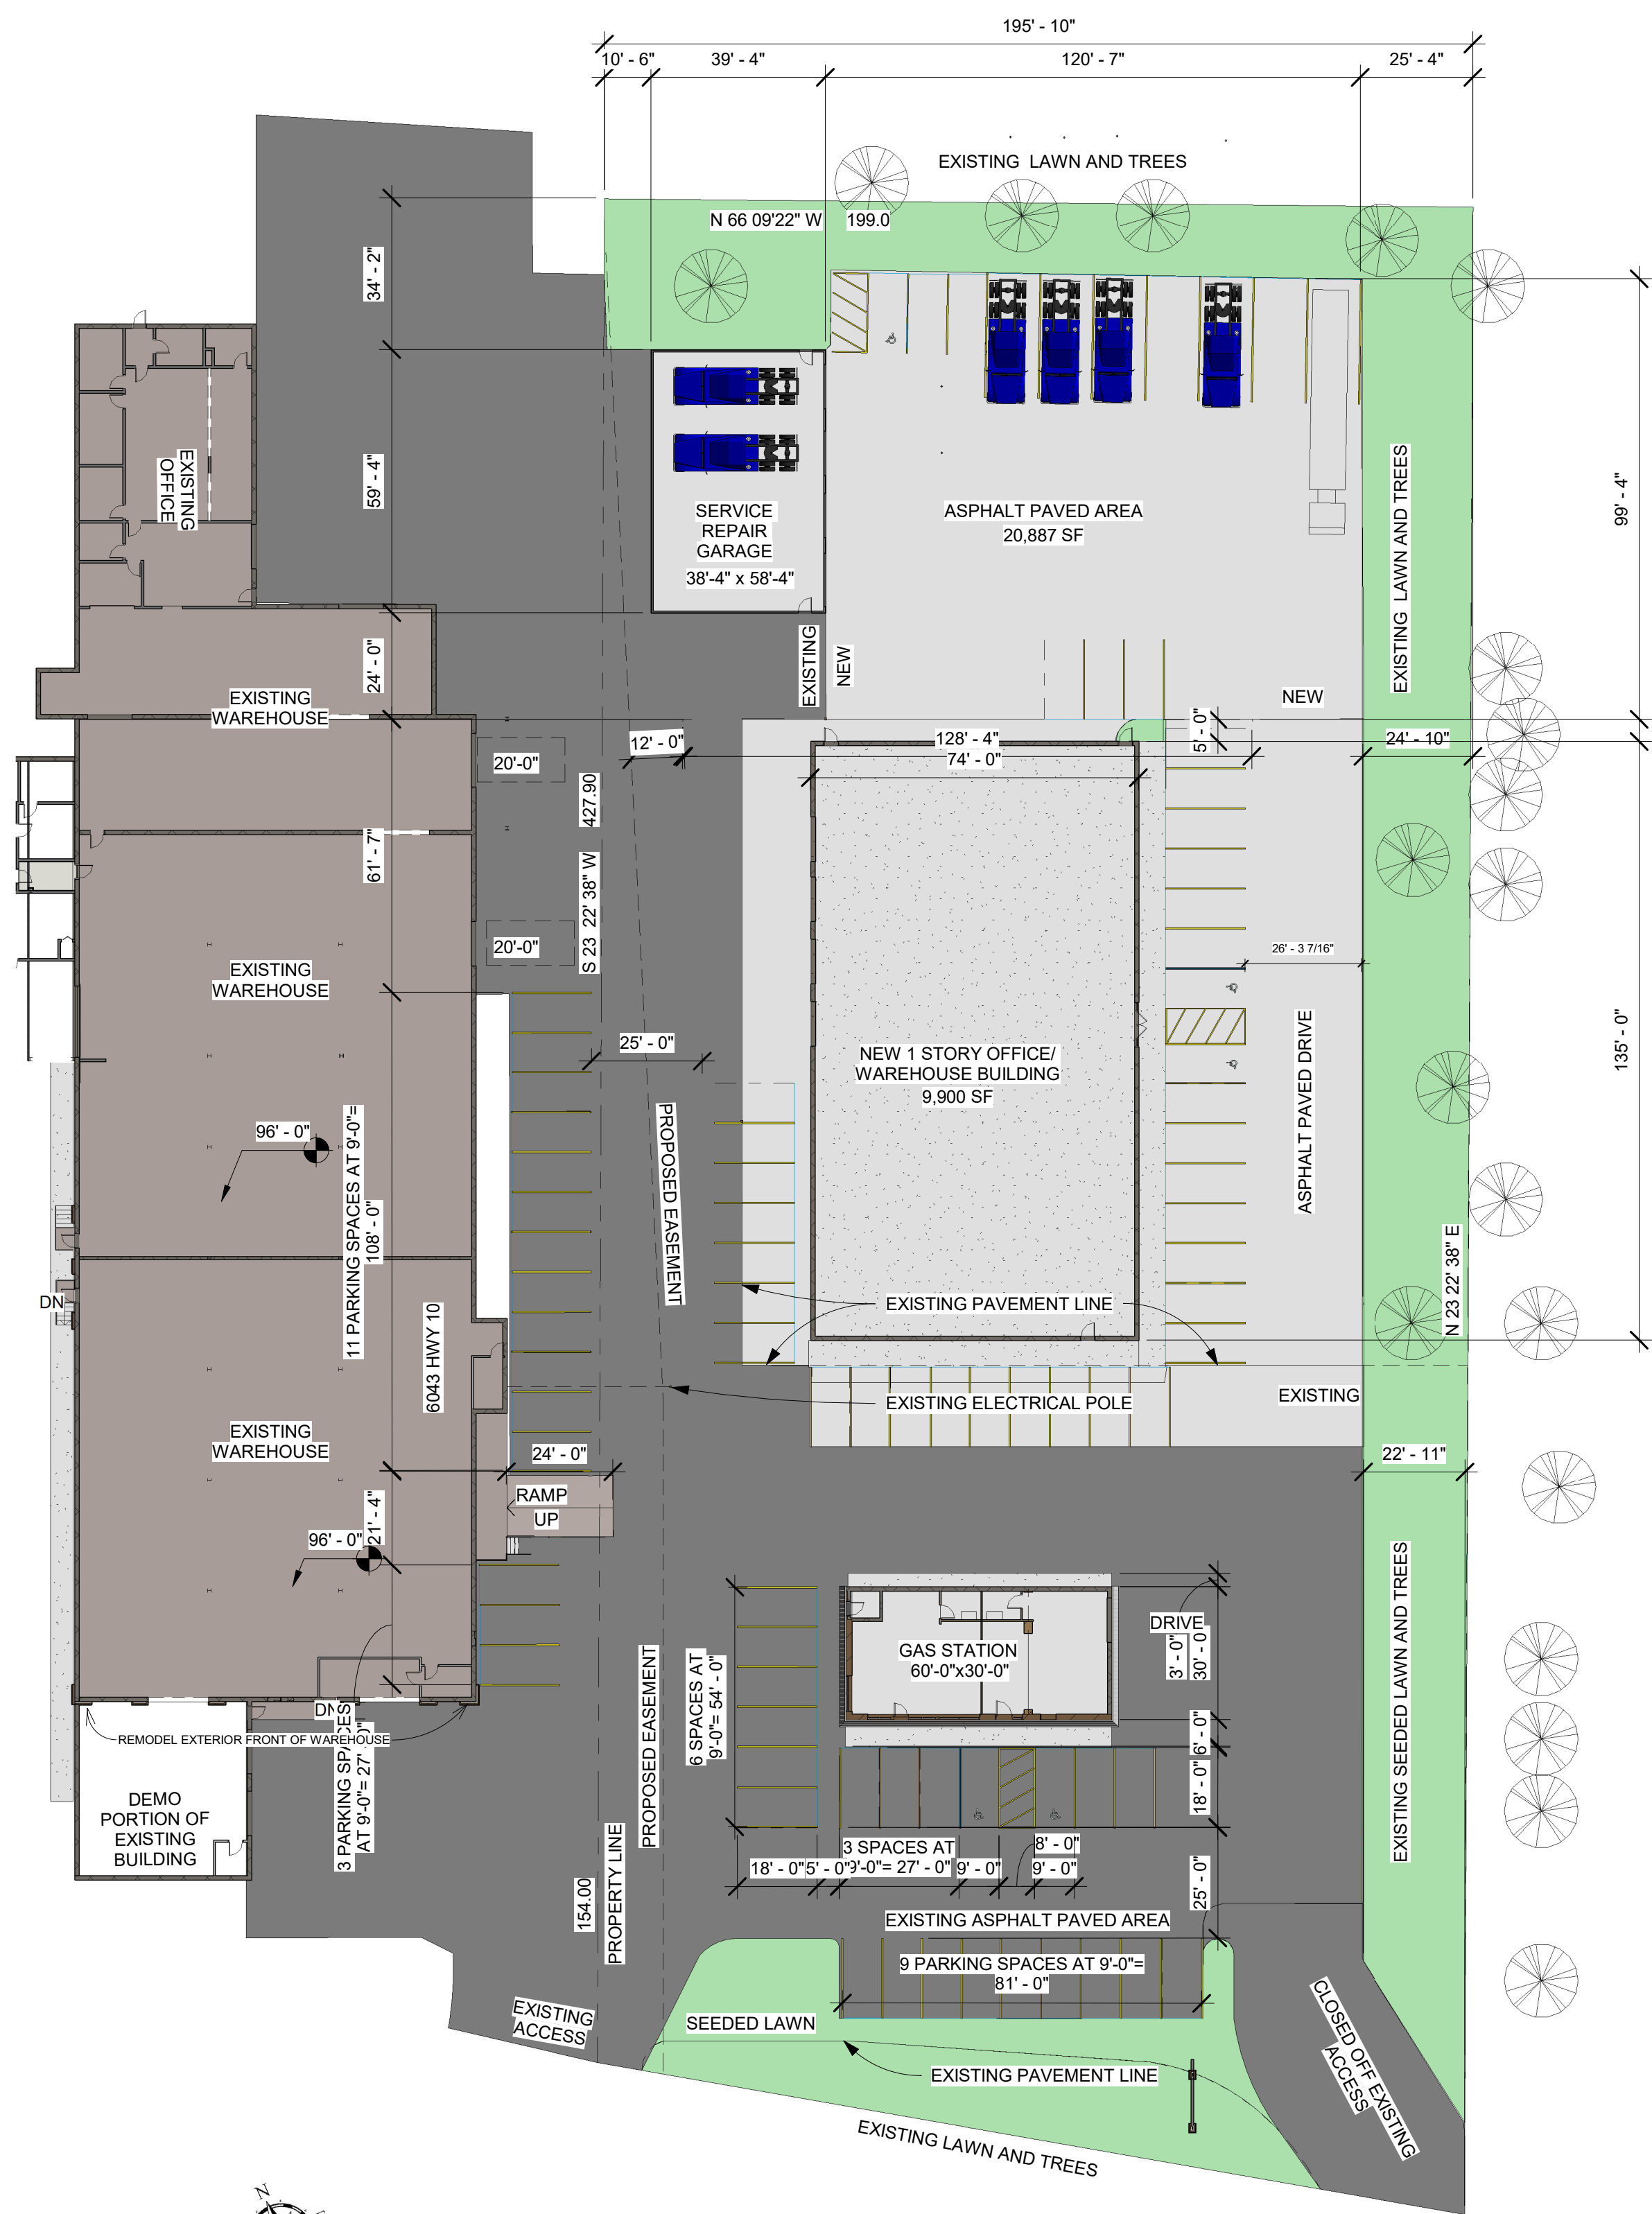 195' - 10"
10' - 6"
39' - 4"
120' - 7"
25' - 4"
EXISTING LAWN AND TREES
N 66 09'22" W
199.0
34' - 2"
59' - 4"
99' - 4"
EXISTING
OFFICE
SERVICE
REPAIR
GARAGE
38'-4" x 58'-4"
ASPHALT PAVED AREA
20,887 SF
EXISTING LAWN AND TREES
24' - 0"
EXISTING
NEW
NEW
EXISTING
WAREHOUSE
12' - 0"
128' - 4"
74' - 0"
5' - 0"
24' - 10"
20'-0"
427.90
S 23 22' 38" W
61' - 7"
20'-0"
EXISTING
WAREHOUSE
26' - 3 7/16"
25' - 0"
135' - 0"
NEW 1 STORY OFFICE/
WAREHOUSE BUILDING
9,900 SF
ASPHALT PAVED DRIVE
96' - 0"
11 PARKING SPACES AT 9'-0"=
108' - 0"
PROPOSED EASEMENT
N 23 22' 38" E
DN
EXISTING PAVEMENT LINE
6043 HWY 10
EXISTING ELECTRICAL POLE
EXISTING
EXISTING
WAREHOUSE
24' - 0"
22' - 11"
RAMP
UP
21' - 4"
96' - 0"
DRIVE
GAS STATION
60'-0"x30'-0"
3' - 0"
30' - 0"
6 SPACES AT
9'-0"= 54' - 0"
PROPOSED EASEMENT
EXISTING SEEDED LAWN AND TREES
DN
REMODEL EXTERIOR FRONT OF WAREHOUSE
3 PARKING SPACES
AT 9'-0"= 27' - 0"
6' - 0"
18' - 0"
DEMO
PORTION OF
EXISTING
BUILDING
3 SPACES AT
9'-0"= 27' - 0"
8' - 0"
18' - 0"
5' - 0"
9' - 0"
9' - 0"
25' - 0"
154.00
PROPERTY LINE
EXISTING ASPHALT PAVED AREA
9 PARKING SPACES AT 9'-0"=
81' - 0"
EXISTING
ACCESS
SEEDED LAWN
CLOSED OFF EXISTING
ACCESS
EXISTING PAVEMENT LINE
EXISTING LAWN AND TREES
N